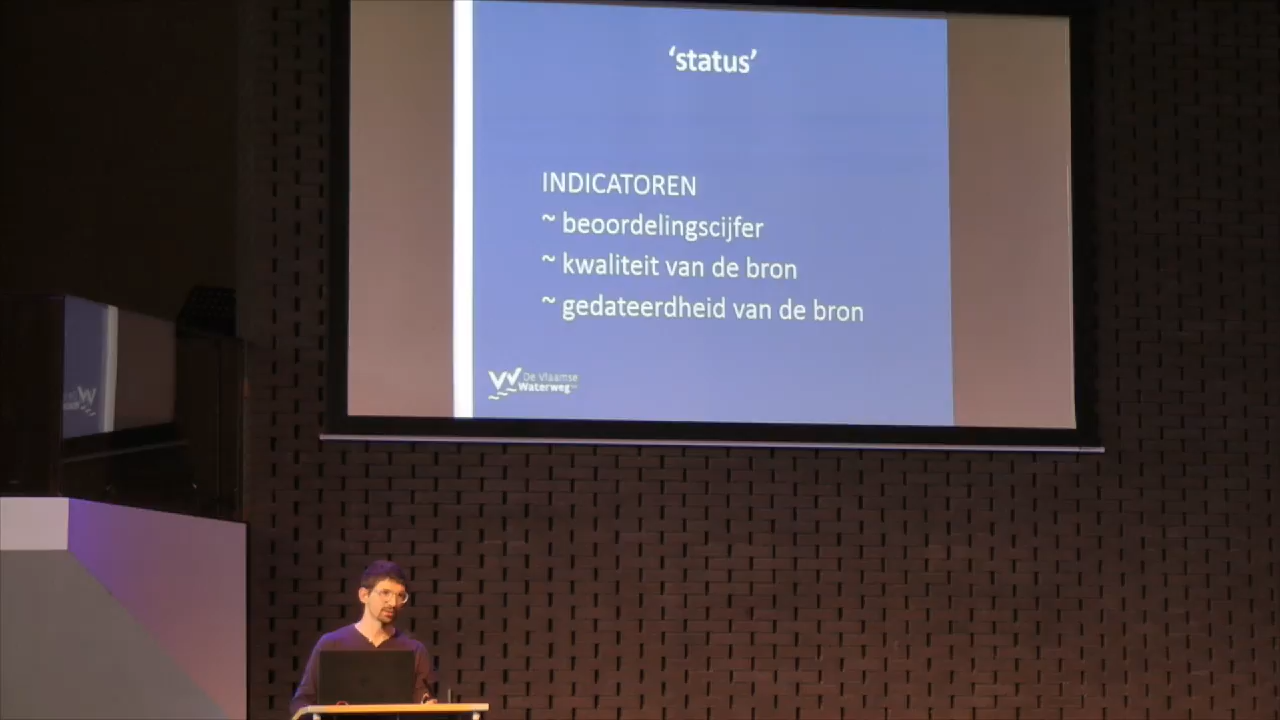 ‘status’
INDICATOREN
~ beoordelingscijfer
~ kwaliteit van de bron
~ gedateerdheid van de bron
De Vlaamse
Waterweg